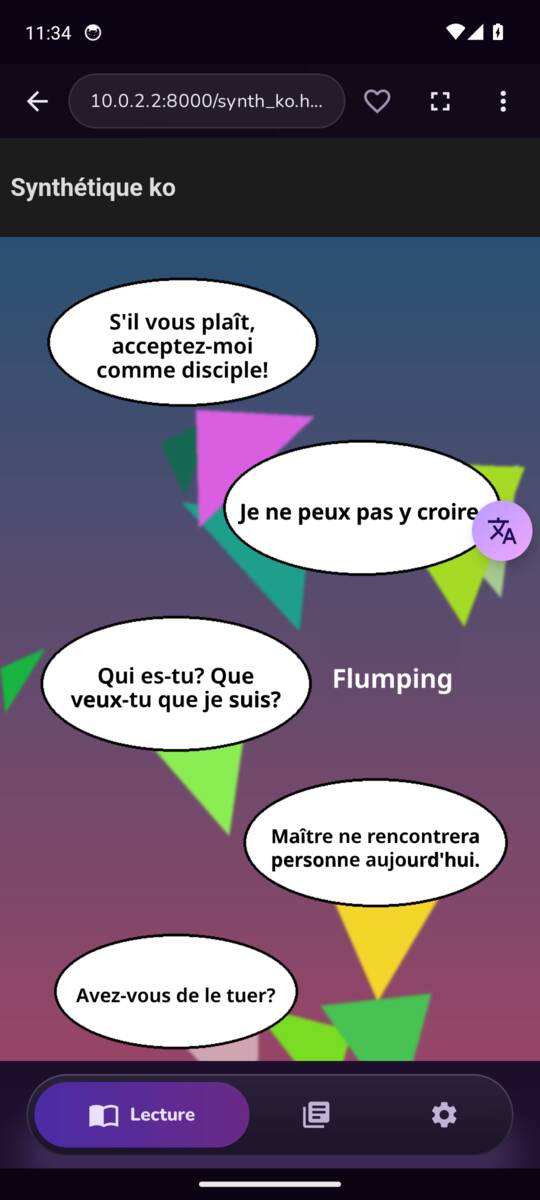 11:34
10.0.2.2:8000/synth_ko.h...
Synthétique ko
S'il vous plaît,
acceptez-moi
comme disciple!
Je ne peux pas y croire
Qui es-tu? Que
veux-tu que je suis?
Flumping
Maître ne rencontrera
personne aujourd'hui.
Avez-vous de le tuer?
Lecture